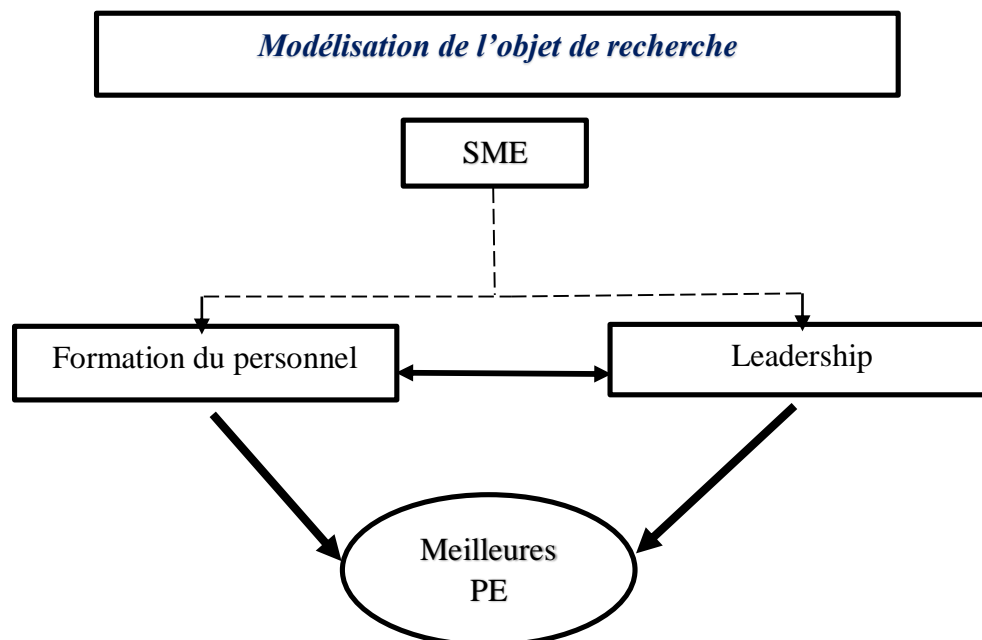 Modélisation de l’objet de recherche
SME
Formation du personnel
Leadership
Meilleures
PE